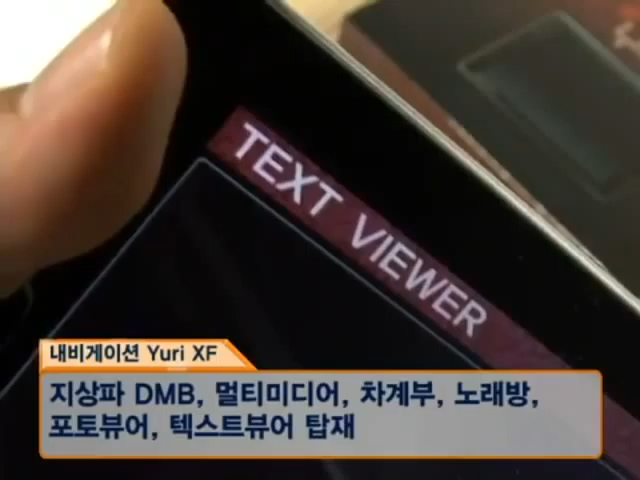 TEXT VIEWER
내비게이션 Yuri XF
지상파 DMB, 멀티미디어, 차계부, 노래방,
포토뷰어, 텍스트뷰어 탑재